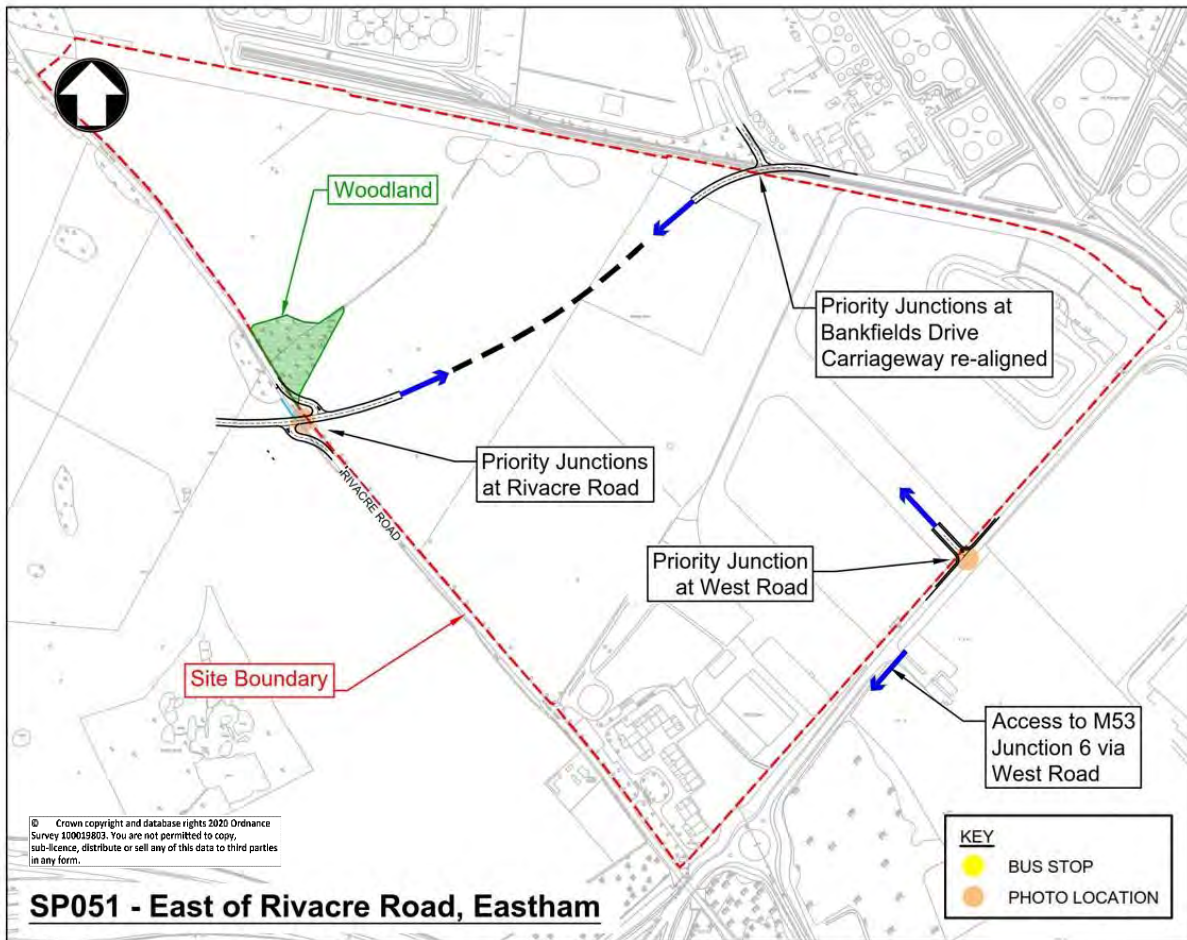 Woodland
Priority Junctions at
Bankfields Drive
Carriageway re-aligned
Priority Junctions
at Rivacre Road
RIVACRE ROAD
Priority Junction
at West Road
Site Boundary
Access to M53
Junction 6 via
West Road
© Crown copyright and database rights 2020 Ordnance
Survey 100019803. You are not permitted to copy,
sub-licence, distribute or sell any of this data to third parties
in any form.
KEY
BUS STOP
PHOTO LOCATION
SP051 - East of Rivacre Road, Eastham